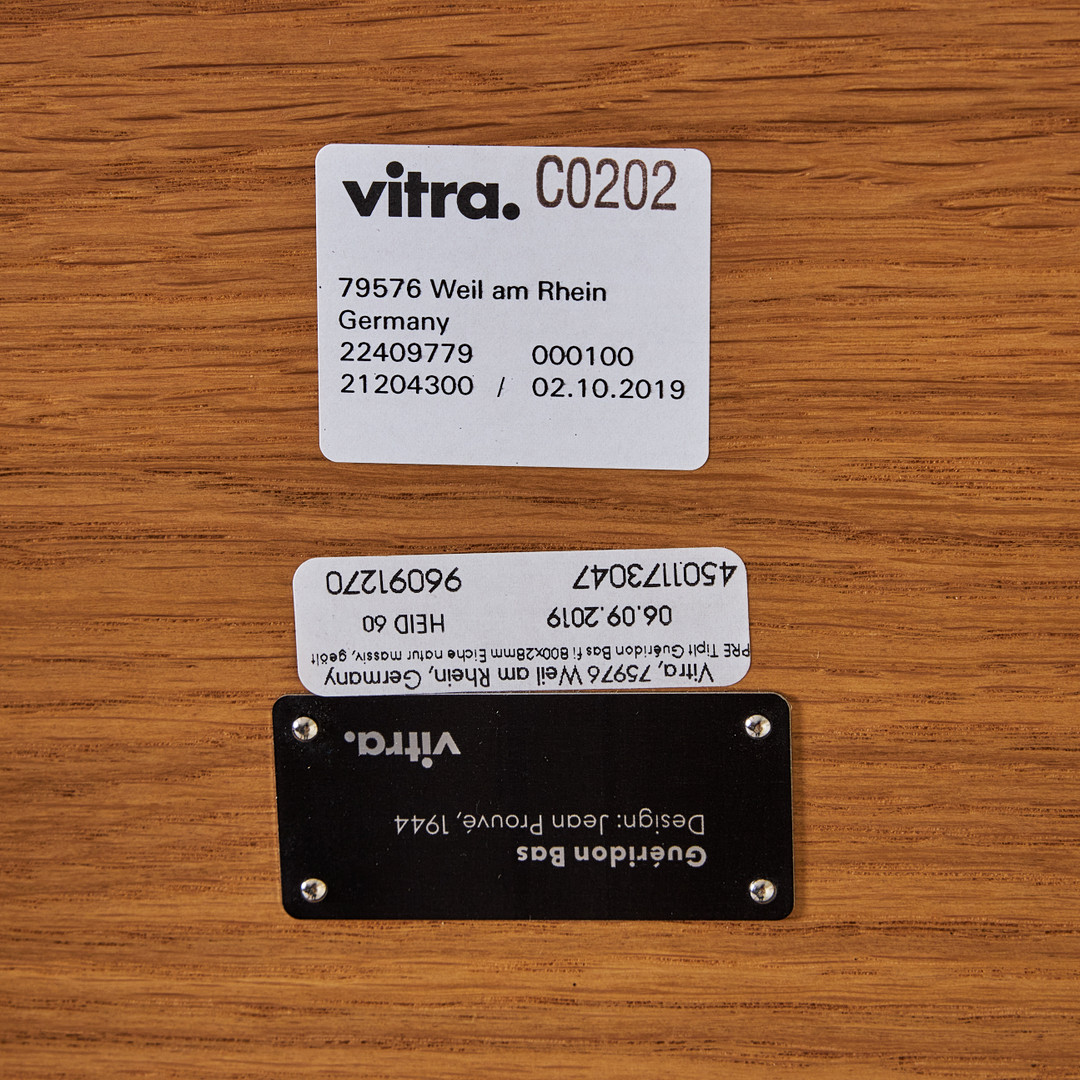 vitra. C0202
79576 Weil am Rhein
Germany
22409779 000100
21204300 / 02.10.2019
Vitra, 75976 Weil am Rhein, Germany
PRE Tiplt Guéridon Bas fi 800x28mm Eiche natur massiv, geölt
06.09.2019 HEID 60
4501173047 96091270
Guéridon Bas
Design: Jean Prouvé, 1944
vitra.